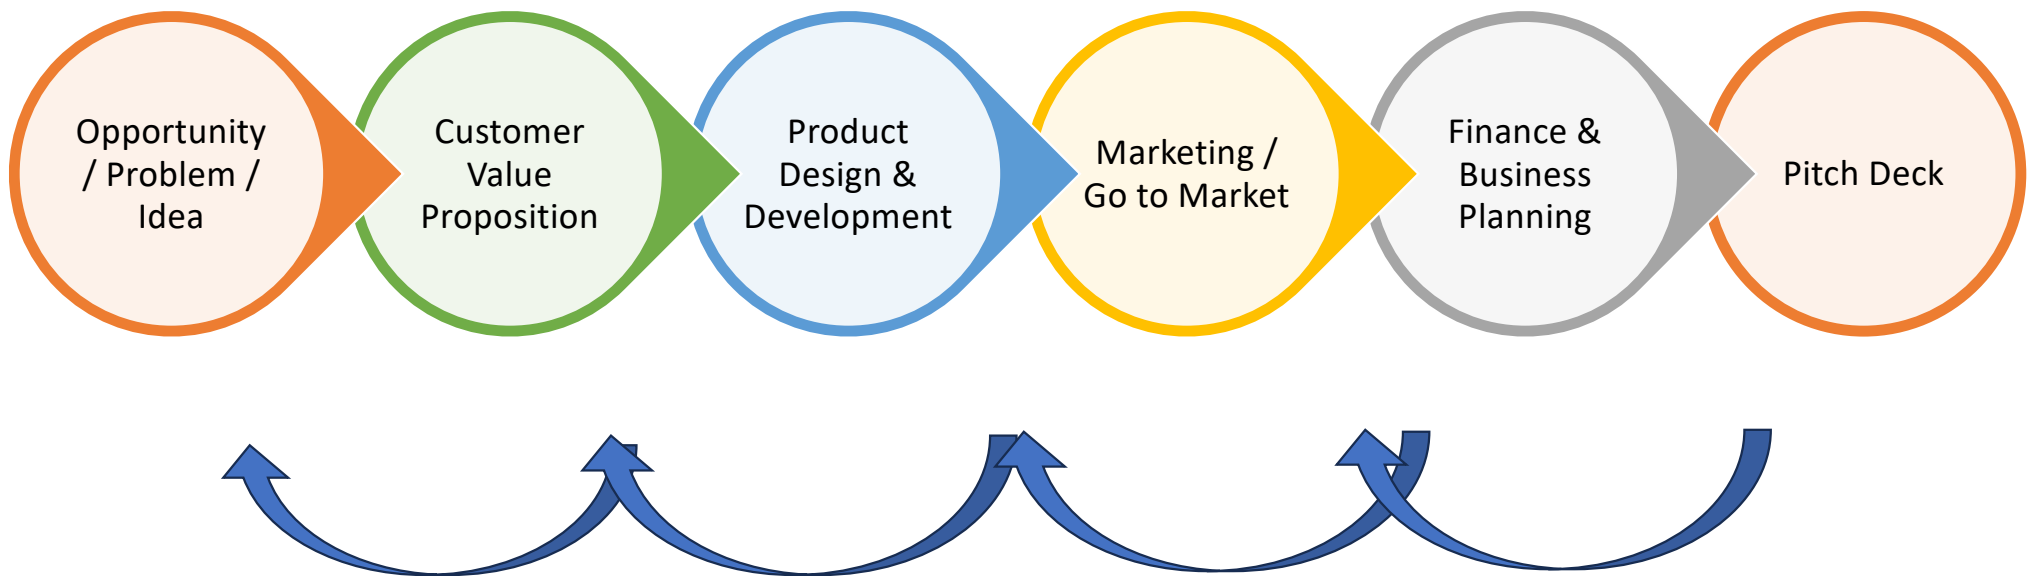 Opportunity
/ Problem /
Idea
Customer
Value
Proposition
Product
Design &
Development
Marketing /
Go to Market
Finance &
Business
Planning
Pitch Deck